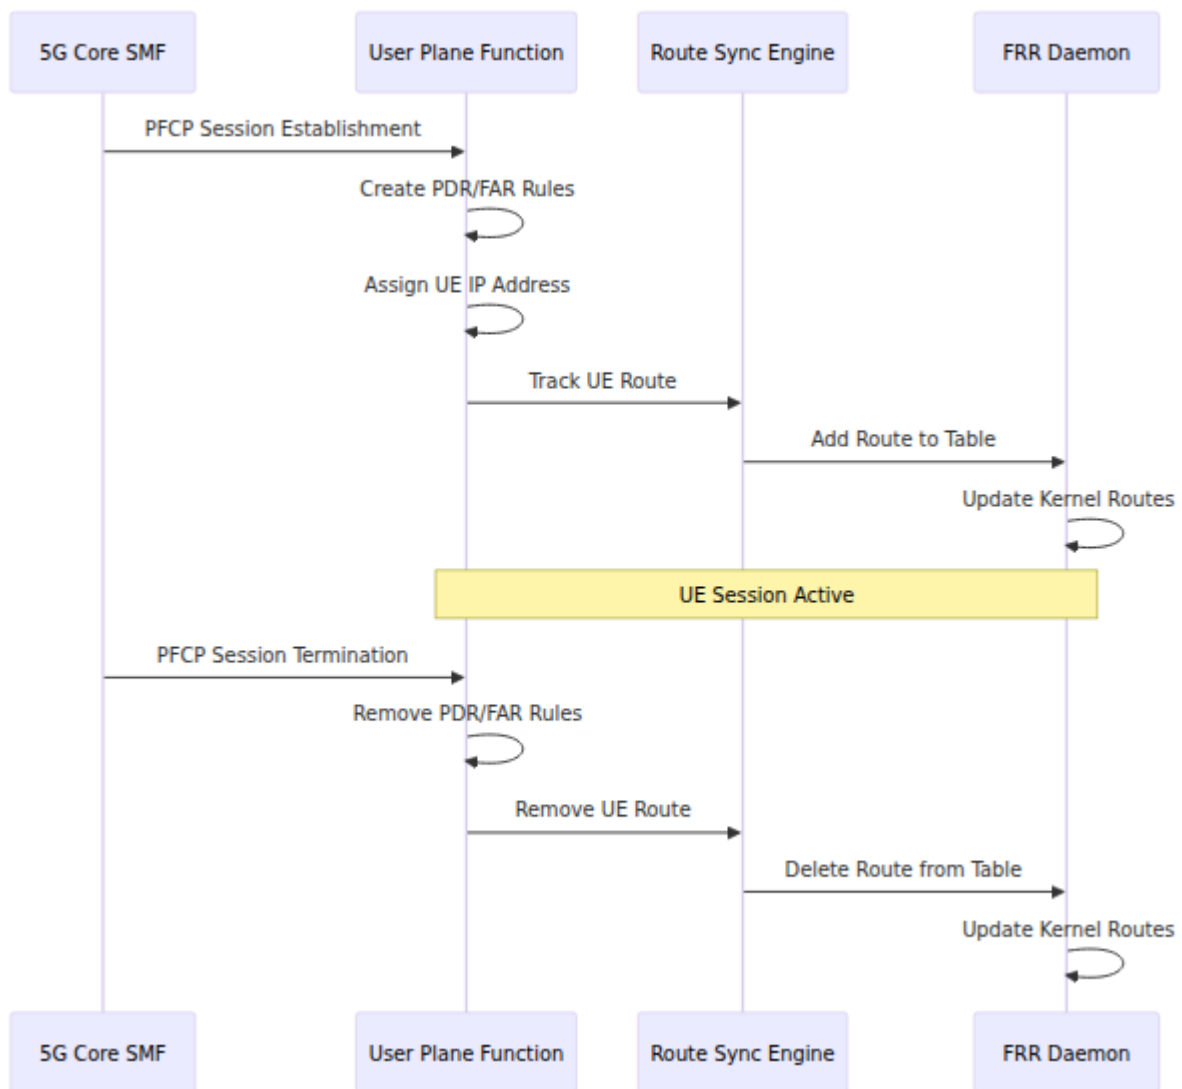 5G Core SMF
User Plane Function
Route Sync Engine
FRR Daemon
PFCP Session Establishment
Create PDR/FAR Rules
Assign UE IP Address
Track UE Route
Add Route to Table
Update Kernel Routes
UE Session Active
PFCP Session Termination
Remove PDR/FAR Rules
Remove UE Route
Delete Route from Table
Update Kernel Routes
5G Core SMF
User Plane Function
Route Sync Engine
FRR Daemon